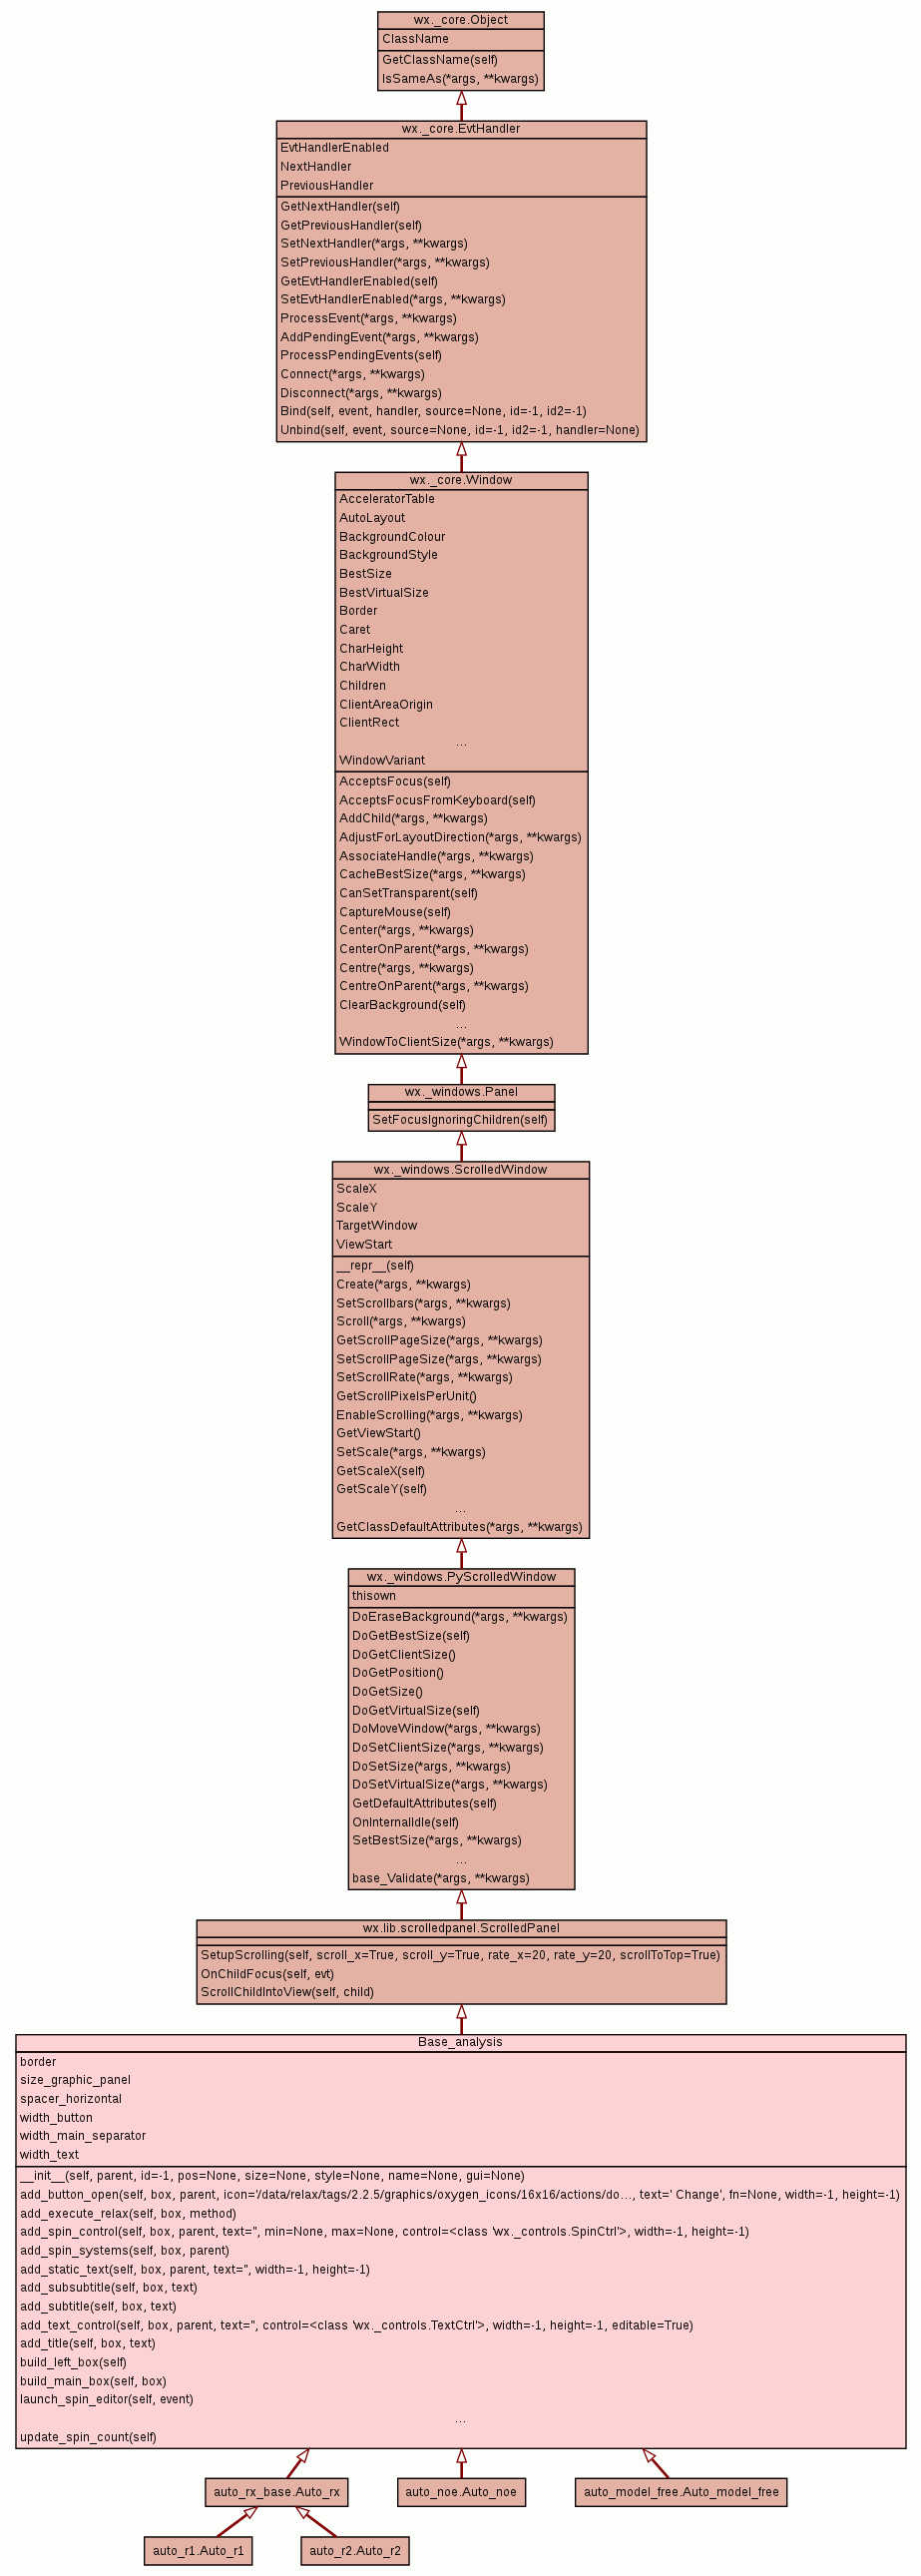 wx._core.Object
ClassName
GetClassName(self)
IsSameAs(*args, **kwargs)
wx._core.EvtHandler
EvtHandlerEnabled
NextHandler
PreviousHandler
GetNextHandler(self)
GetPreviousHandler(self)
SetNextHandler(*args, **kwargs)
SetPreviousHandler(*args, **kwargs)
GetEvtHandlerEnabled(self)
SetEvtHandlerEnabled(*args, **kwargs)
ProcessEvent(*args, **kwargs)
AddPendingEvent(*args, **kwargs)
ProcessPendingEvents(self)
Connect(*args, **kwargs)
Disconnect(*args, **kwargs)
Bind(self, event, handler, source=None, id=-1, id2=-1)
Unbind(self, event, source=None, id=-1, id2=-1, handler=None)
wx._core.Window
AcceleratorTable
AutoLayout
BackgroundColour
BackgroundStyle
BestSize
BestVirtualSize
Border
Caret
CharHeight
CharWidth
Children
ClientAreaOrigin
ClientRect
...
WindowVariant
AcceptsFocus(self)
AcceptsFocusFromKeyboard(self)
AddChild(*args, **kwargs)
AdjustForLayoutDirection(*args, **kwargs)
AssociateHandle(*args, **kwargs)
CacheBestSize(*args, **kwargs)
CanSetTransparent(self)
CaptureMouse(self)
Center(*args, **kwargs)
CenterOnParent(*args, **kwargs)
Centre(*args, **kwargs)
CentreOnParent(*args, **kwargs)
ClearBackground(self)
...
WindowToClientSize(*args, **kwargs)
wx._windows.Panel
SetFocusIgnoringChildren(self)
wx._windows.ScrolledWindow
ScaleX
ScaleY
TargetWindow
ViewStart
__repr__(self)
Create(*args, **kwargs)
SetScrollbars(*args, **kwargs)
Scroll(*args, **kwargs)
GetScrollPageSize(*args, **kwargs)
SetScrollPageSize(*args, **kwargs)
SetScrollRate(*args, **kwargs)
GetScrollPixelsPerUnit()
EnableScrolling(*args, **kwargs)
GetViewStart()
SetScale(*args, **kwargs)
GetScaleX(self)
GetScaleY(self)
...
GetClassDefaultAttributes(*args, **kwargs)
wx._windows.PyScrolledWindow
thisown
DoEraseBackground(*args, **kwargs)
DoGetBestSize(self)
DoGetClientSize()
DoGetPosition()
DoGetSize()
DoGetVirtualSize(self)
DoMoveWindow(*args, **kwargs)
DoSetClientSize(*args, **kwargs)
DoSetSize(*args, **kwargs)
DoSetVirtualSize(*args, **kwargs)
GetDefaultAttributes(self)
OnInternalIdle(self)
SetBestSize(*args, **kwargs)
...
base_Validate(*args, **kwargs)
wx.lib.scrolledpanel.ScrolledPanel
SetupScrolling(self, scroll_x=True, scroll_y=True, rate_x=20, rate_y=20, scrollToTop=True)
OnChildFocus(self, evt)
ScrollChildIntoView(self, child)
Base_analysis
border
size_graphic_panel
spacer_horizontal
width_button
width_main_separator
width_text
__init__(self, parent, id=-1, pos=None, size=None, style=None, name=None, gui=None)
add_button_open(self, box, parent, icon='/data/relax/tags/2.2.5/graphics/oxygen_icons/16x16/actions/do..., text=' Change', fn=None, width=-1, height=-1)
add_execute_relax(self, box, method)
add_spin_control(self, box, parent, text='', min=None, max=None, control=<class 'wx._controls.SpinCtrl'>, width=-1, height=-1)
add_spin_systems(self, box, parent)
add_static_text(self, box, parent, text='', width=-1, height=-1)
add_subsubtitle(self, box, text)
add_subtitle(self, box, text)
add_text_control(self, box, parent, text='', control=<class 'wx._controls.TextCtrl'>, width=-1, height=-1, editable=True)
add_title(self, box, text)
build_left_box(self)
build_main_box(self, box)
launch_spin_editor(self, event)
...
update_spin_count(self)
auto_rx_base.Auto_rx
auto_noe.Auto_noe
auto_model_free.Auto_model_free
auto_r1.Auto_r1
auto_r2.Auto_r2